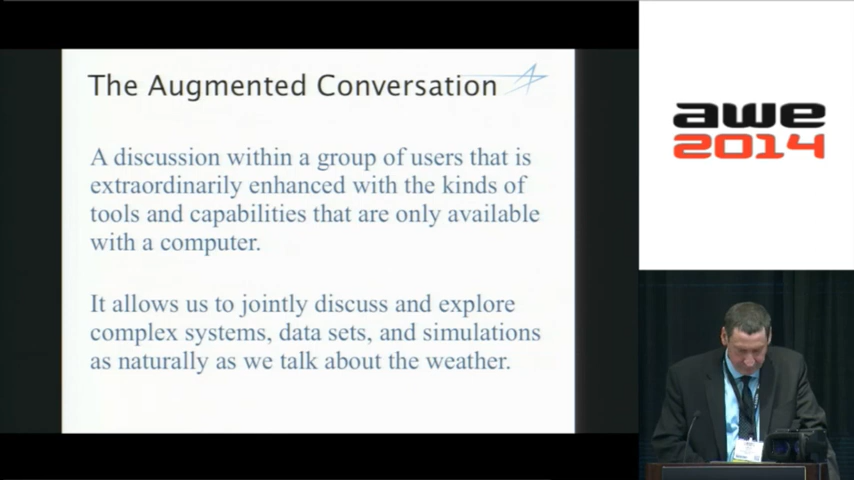 The Augmented Conversation
A discussion within a group of users that is
extraordinarily enhanced with the kinds of
tools and capabilities that are only available
with a computer.
It allows us to jointly discuss and explore
complex systems, data sets, and simulations
as naturally as we talk about the weather.
awe
2014